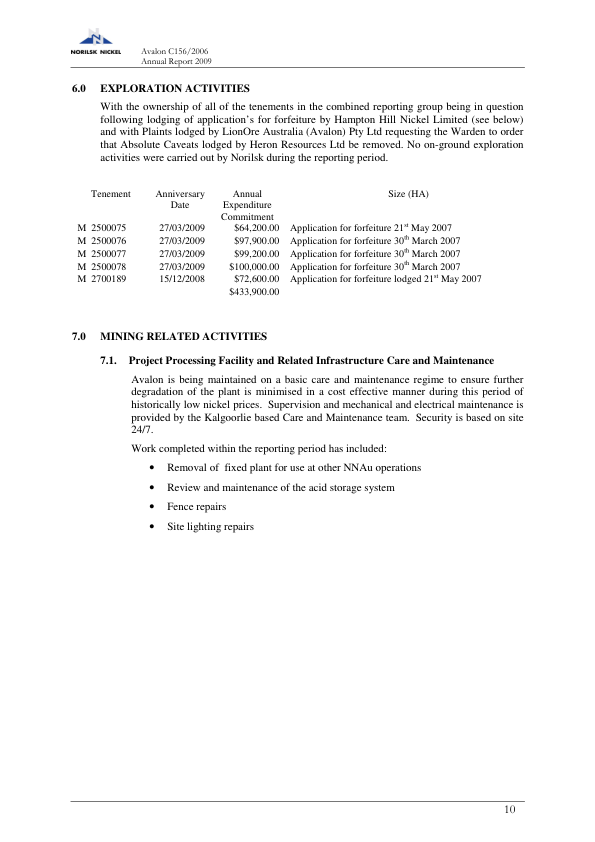 N
NORILSK NICKEL
Avalon C156/2006
Annual Report 2009
6.0 EXPLORATION ACTIVITIES
With the ownership of all of the tenements in the combined reporting group being in question
following lodging of application’s for forfeiture by Hampton Hill Nickel Limited (see below)
and with Plaints lodged by LionOre Australia (Avalon) Pty Ltd requesting the Warden to order
that Absolute Caveats lodged by Heron Resources Ltd be removed. No on-ground exploration
activities were carried out by Norilsk during the reporting period.
Tenement Anniversary Annual Size (HA)
Date Expenditure
Commitment
M 2500075 27/03/2009 $64,200.00 Application for forfeiture 21st May 2007
M 2500076 27/03/2009 $97,900.00 Application for forfeiture 30th March 2007
M 2500077 27/03/2009 $99,200.00 Application for forfeiture 30th March 2007
M 2500078 27/03/2009 $100,000.00 Application for forfeiture 30th March 2007
M 2700189 15/12/2008 $72,600.00 Application for forfeiture lodged 21st May 2007
$433,900.00
7.0 MINING RELATED ACTIVITIES
7.1. Project Processing Facility and Related Infrastructure Care and Maintenance
Avalon is being maintained on a basic care and maintenance regime to ensure further
degradation of the plant is minimised in a cost effective manner during this period of
historically low nickel prices. Supervision and mechanical and electrical maintenance is
provided by the Kalgoorlie based Care and Maintenance team. Security is based on site
24/7.
Work completed within the reporting period has included:
• Removal of fixed plant for use at other NNAu operations
• Review and maintenance of the acid storage system
• Fence repairs
• Site lighting repairs
10